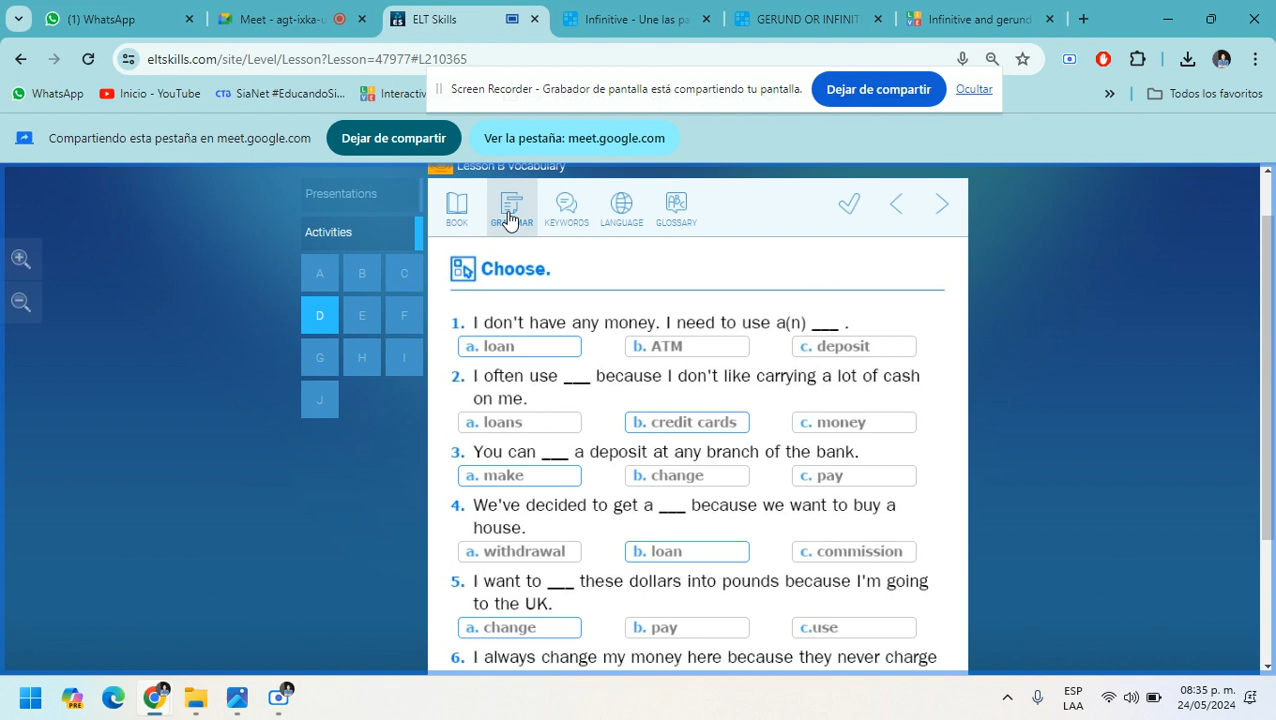 (1) WhatsApp
Meet - agt-ixka-u
ELT Skills
Infinitive - Une las pa
GERUND OR INFINIT
Infinitive and gerund
eltskills.com/site/Level/Lesson?Lesson=47977#L210365
WhatsApp
Inicio - YouTube
CTD SiaNet #EducandoSi...
Interactiv
Todos los favoritos
Screen Recorder - Grabador de pantalla está compartiendo tu pantalla.
Dejar de compartir
Ocultar
Compartiendo esta pestaña en meet.google.com
Dejar de compartir
Ver la pestaña: meet.google.com
Lesson B Vocabulary
Presentations
Activities
A B C
D E F
G H I
J
BOOK
GRAMMAR
KEYWORDS
LANGUAGE
GLOSSARY
Choose.
1. I don't have any money. I need to use a(n) ___ .
a. loan b. ATM c. deposit
2. I often use ___ because I don't like carrying a lot of cash
on me.
a. loans b. credit cards c. money
3. You can ___ a deposit at any branch of the bank.
a. make b. change c. pay
4. We've decided to get a ___ because we want to buy a
house.
a. withdrawal b. loan c. commission
5. I want to ___ these dollars into pounds because I'm going
to the UK.
a. change b. pay c.use
6. I always change my money here because they never charge
PRE
ESP
LAA
08:35 p. m.
24/05/2024